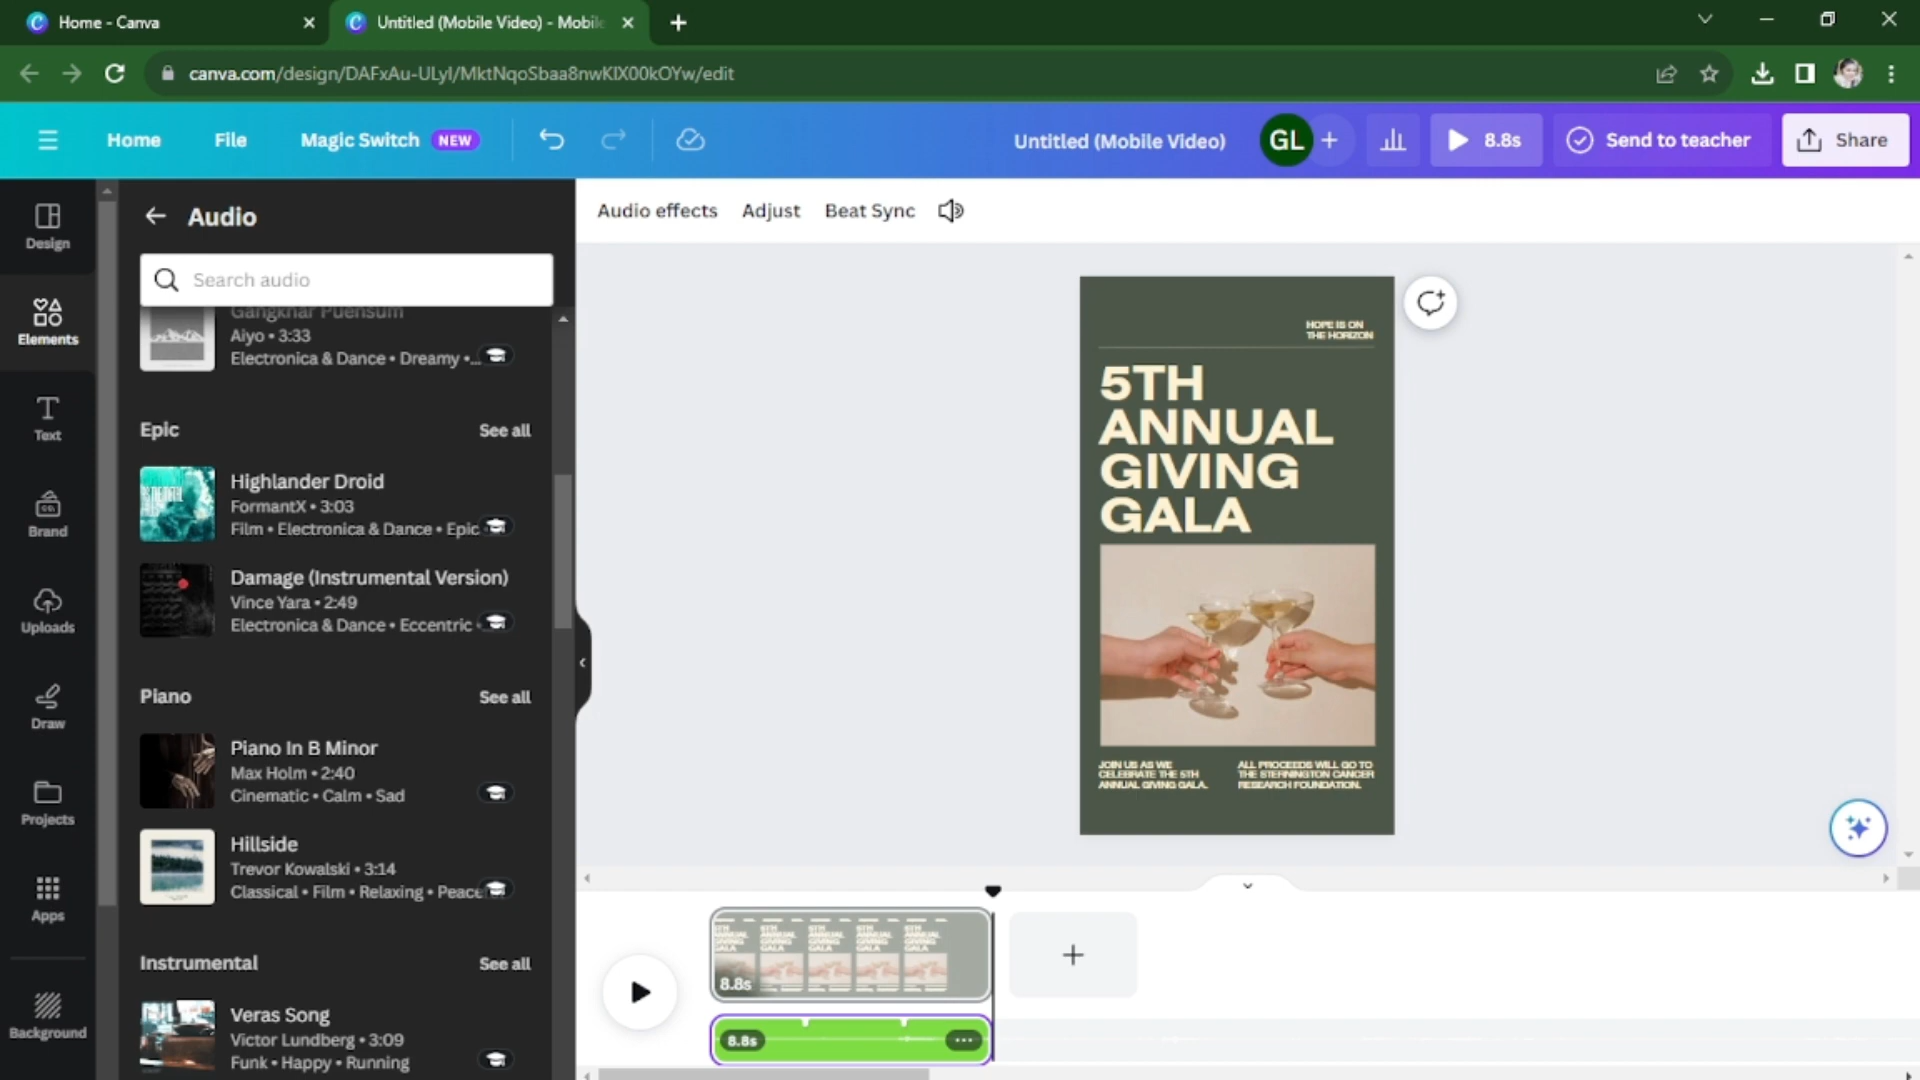 Home - Canva
Untitled (Mobile Video) - Mobile
canva.com/design/DAFxAu-ULyI/MktNqoSbaa8nwKIX00kOYw/edit
Home
File
Magic Switch NEW
Untitled (Mobile Video)
GL
8.8s
Send to teacher
Share
Design
Elements
Text
Brand
Uploads
Draw
Projects
Apps
Background
Audio
Search audio
Gangkhar Puensum
Aiyo • 3:33
Electronica & Dance • Dreamy •...
Epic
See all
Highlander Droid
FormantX • 3:03
Film • Electronica & Dance • Epic
Damage (Instrumental Version)
Vince Yara • 2:49
Electronica & Dance • Eccentric •
Piano
See all
Piano In B Minor
Max Holm • 2:40
Cinematic • Calm • Sad
Hillside
Trevor Kowalski • 3:14
Classical • Film • Relaxing • Peace
Instrumental
See all
Veras Song
Victor Lundberg • 3:09
Funk • Happy • Running
Audio effects
Adjust
Beat Sync
HOPE IS ON
THE HORIZON
5TH
ANNUAL
GIVING
GALA
JOIN US AS WE
CELEBRATE THE 5TH
ANNUAL GIVING GALA.
ALL PROCEEDS WILL GO TO
THE STERNINGTON CANCER
RESEARCH FOUNDATION.
8.8s
8.8s